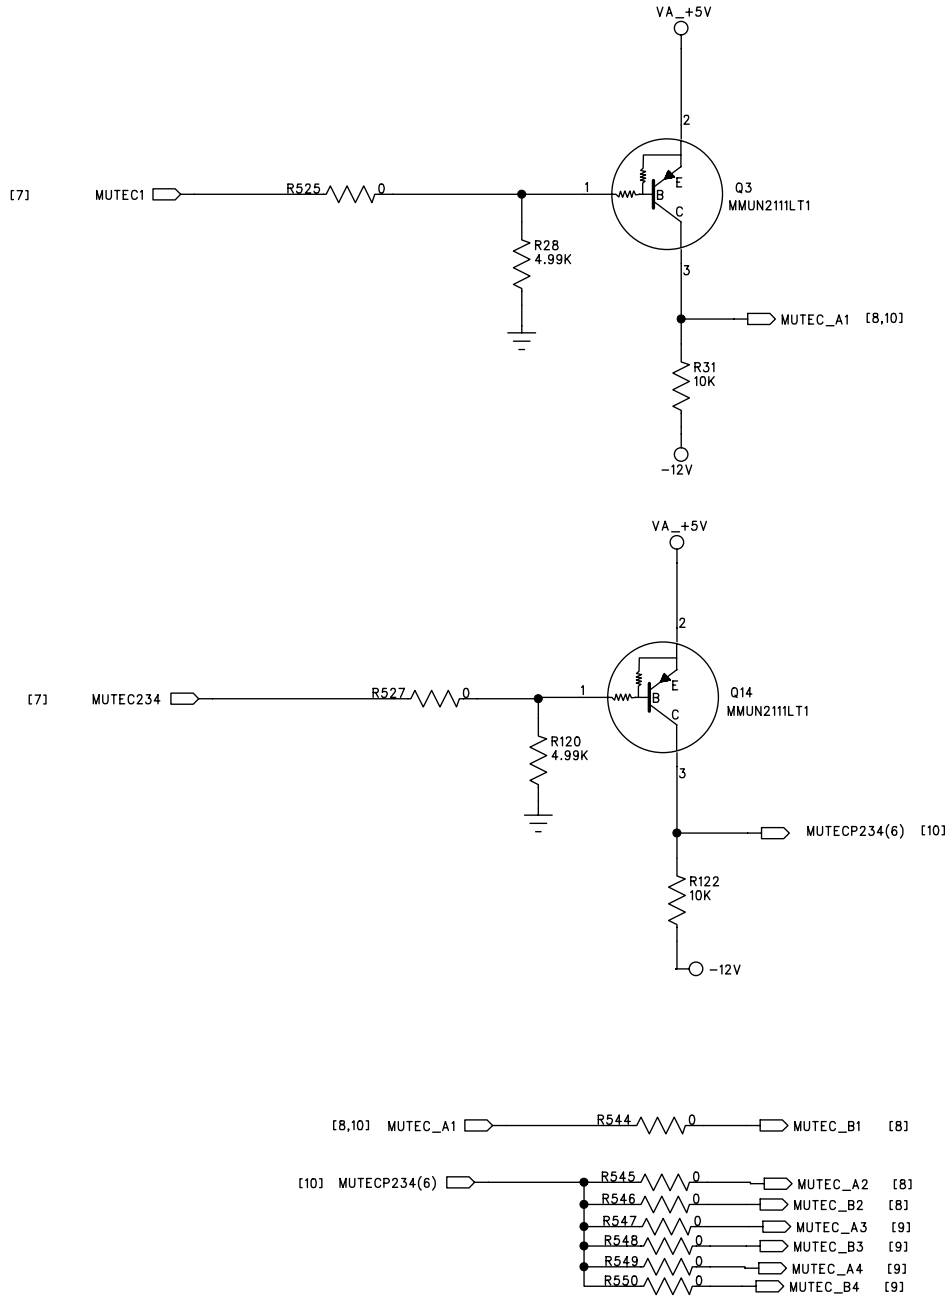 VA_+5V
2
[7] MUTEC1 R525 0 1 B E C Q3
MMUN2111LT1
R28
4.99K
3
MUTEC_A1 [8,10]
R31
10K
-12V
VA_+5V
2
[7] MUTEC234 R527 0 1 B E C Q14
MMUN2111LT1
R120
4.99K
3
MUTECP234(6) [10]
R122
10K
-12V
[8,10] MUTEC_A1 R544 0 MUTEC_B1 [8]
[10] MUTECP234(6) R545 0 MUTEC_A2 [8]
R546 0 MUTEC_B2 [8]
R547 0 MUTEC_A3 [9]
R548 0 MUTEC_B3 [9]
R549 0 MUTEC_A4 [9]
R550 0 MUTEC_B4 [9]